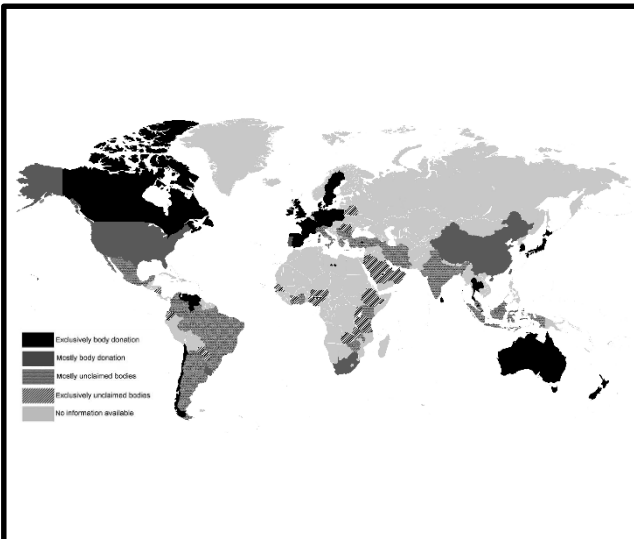 Exclusively body donation
Mostly body donation
Mostly unclaimed bodies
Exclusively unclaimed bodies
No information available